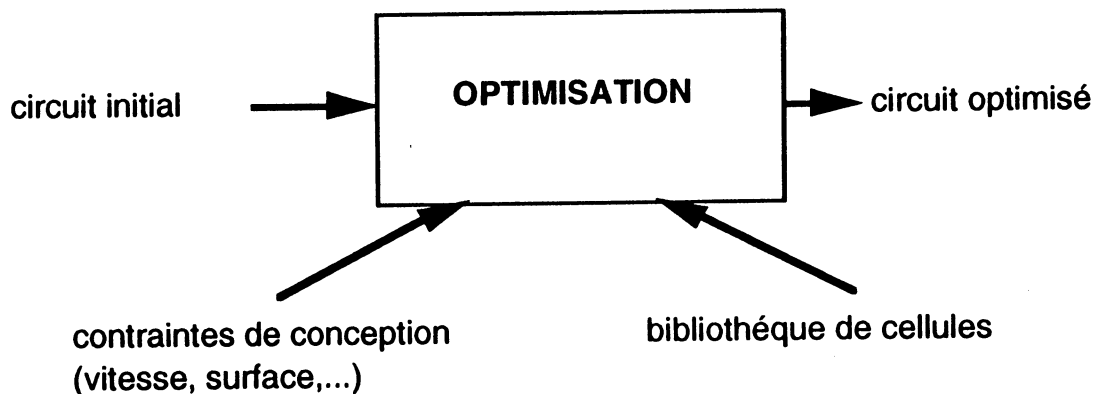 OPTIMISATION
circuit initial
circuit optimisé
contraintes de conception
(vitesse, surface,...)
bibliothéque de cellules